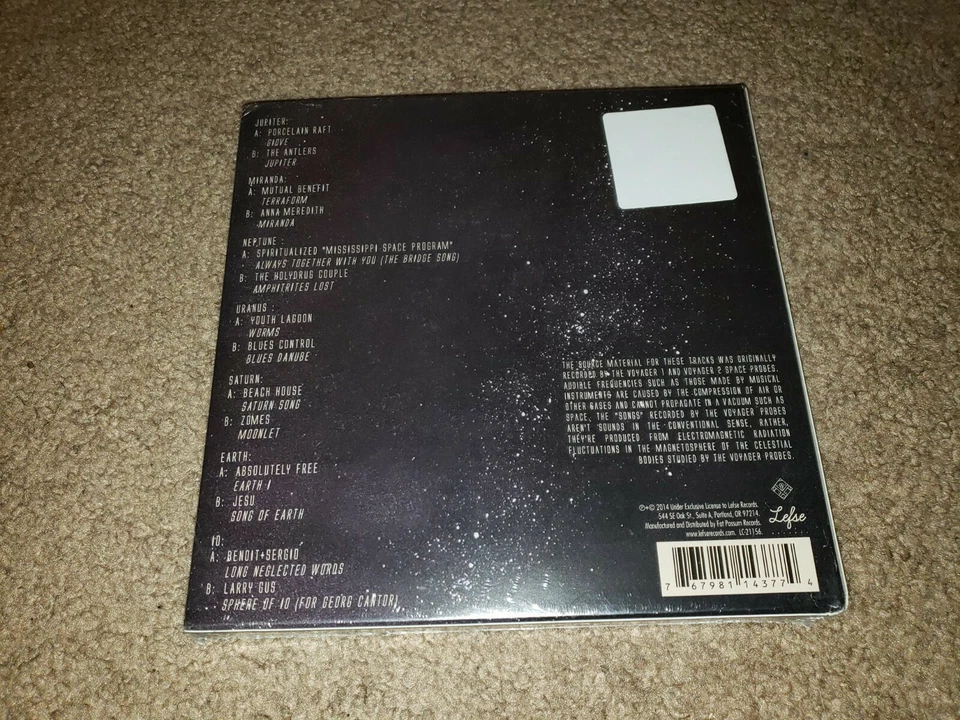 JUPITER:
A: PORCELAIN RAFT
GIOVE
B: THE ANTLERS
JUPITER
MIRANDA:
A: MUTUAL BENEFIT
TERRAFORM
B: ANNA MEREDITH
MIRANDA
NEPTUNE :
A: SPIRITUALIZED "MISSISSIPPI SPACE PROGRAM"
ALWAYS TOGETHER WITH YOU (THE BRIDGE SONG)
B: THE HOLYDRUG COUPLE
AMPHITRITES LOST
URANUS :
A: YOUTH LAGOON
WORMS
B: BLUES CONTROL
BLUES DANUBE
SATURN:
A: BEACH HOUSE
SATURN SONG
B: ZOMES
MOONLET
EARTH:
A: ABSOLUTELY FREE
EARTH I
B: JESU
SONG OF EARTH
IO:
A: BENOIT+SERGIO
LONG NEGLECTED WORDS
B: LARRY GUS
SPHERE OF IO (FOR GEORG CANTOR)
THE SOURCE MATERIAL FOR THESE TRACKS WAS ORIGINALLY
RECORDED BY THE VOYAGER 1 AND VOYAGER 2 SPACE PROBES.
AUDIBLE FREQUENCIES SUCH AS THOSE MADE BY MUSICAL
INSTRUMENTS ARE CAUSED BY THE COMPRESSION OF AIR OR
OTHER GASES AND CANNOT PROPAGATE IN A VACUUM SUCH AS
SPACE, THE "SONGS" RECORDED BY THE VOYAGER PROBES
AREN'T SOUNDS IN THE CONVENTIONAL SENSE, RATHER,
THEY'RE PRODUCED FROM ELECTROMAGNETIC RADIATION
FLUCTUATIONS IN THE MAGNETOSPHERE OF THE CELESTIAL
BODIES STUDIED BY THE VOYAGER PROBES.
℗+© 2014 Under Exclusive License to Lefse Records.
544 SE Oak St., Suite A, Portland, OR 97214.
Manufactured and Distributed by Fat Possum Records.
www.lefserecords.com. LC-21156.
Lefse
7 67981 14377 4